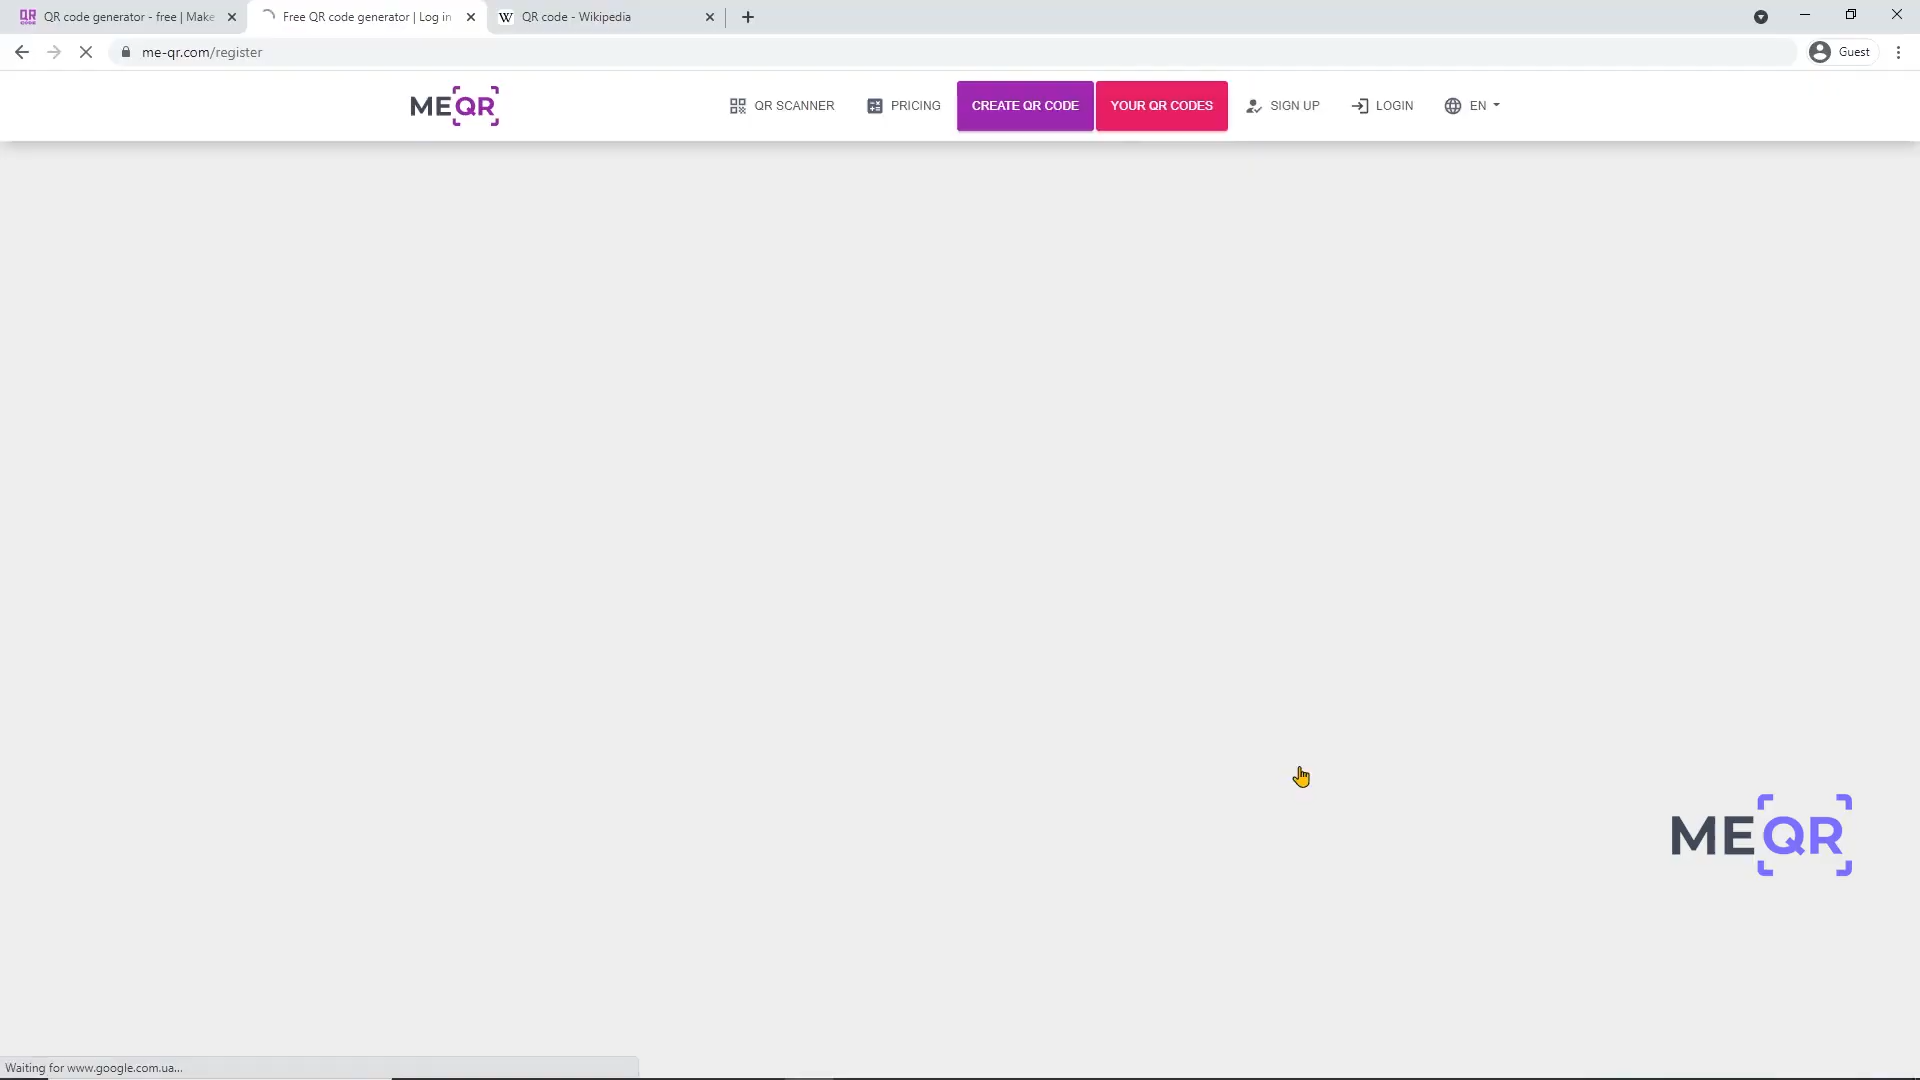 QR code generator - free | Make
Free QR code generator | Log in
W QR code - Wikipedia
me-qr.com/register
Guest
MEQR
QR SCANNER
PRICING
CREATE QR CODE
YOUR QR CODES
SIGN UP
LOGIN
EN
MEQR
Waiting for www.google.com.ua...